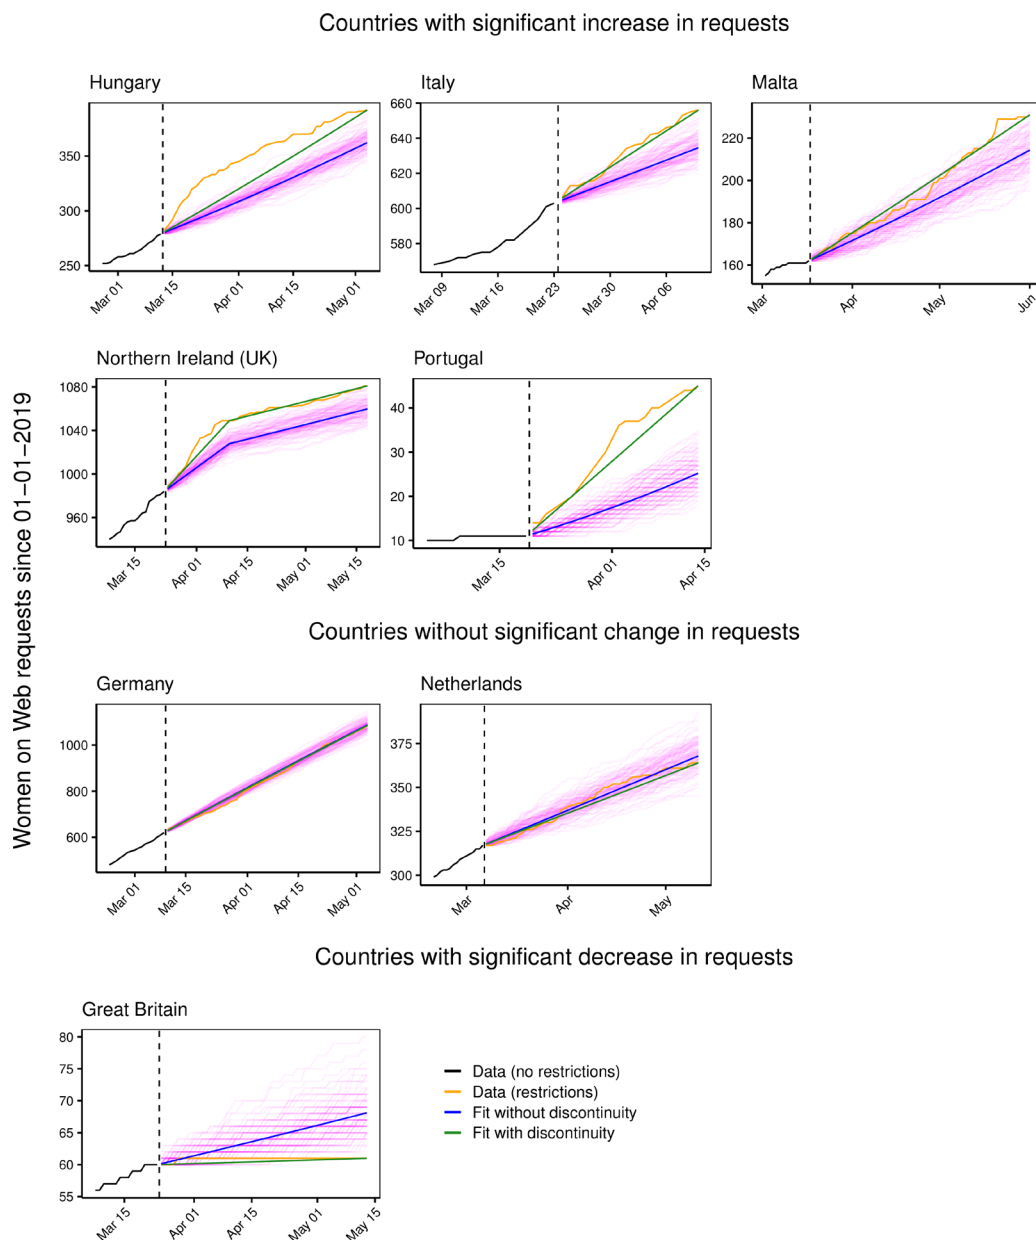 Countries with significant increase in requests
Hungary
Italy
Malta
350
300
250
Mar 01
Mar 15
Apr 01
Apr 15
May 01
660
640
620
600
580
Mar 09
Mar 16
Mar 23
Mar 30
Apr 06
220
200
180
160
Mar
Apr
May
Jun
Women on Web requests since 01−01−2019
Northern Ireland (UK)
Portugal
1080
1040
1000
960
Mar 15
Apr 01
Apr 15
May 01
May 15
40
30
20
10
Mar 15
Apr 01
Apr 15
Countries without significant change in requests
Germany
Netherlands
1000
800
600
Mar 01
Mar 15
Apr 01
Apr 15
May 01
375
350
325
300
Mar
Apr
May
Countries with significant decrease in requests
Great Britain
80
75
70
65
60
55
Mar 15
Apr 01
Apr 15
May 01
May 15
Data (no restrictions)
Data (restrictions)
Fit without discontinuity
Fit with discontinuity